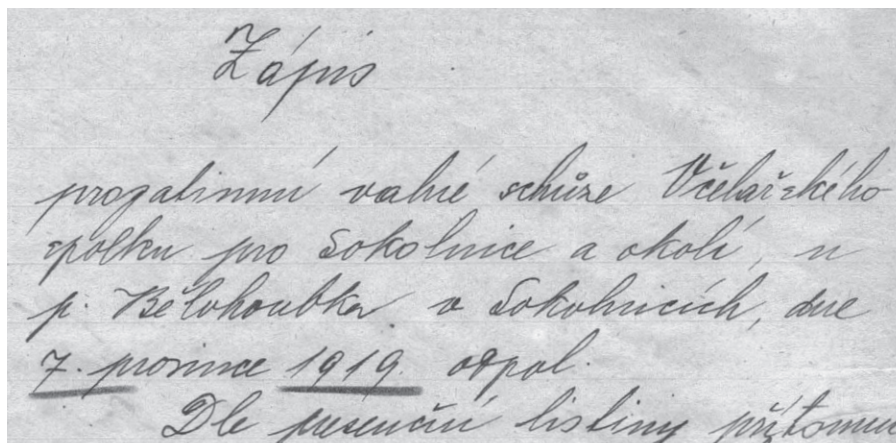 Zápis
prozatimní valné schůze Včelařského
spolku pro Sokolnice a okolí, u
p. Bělohoubka v Sokolnicích, dne
7. prosince 1919 odpol.
Dle presenční listiny přítomno